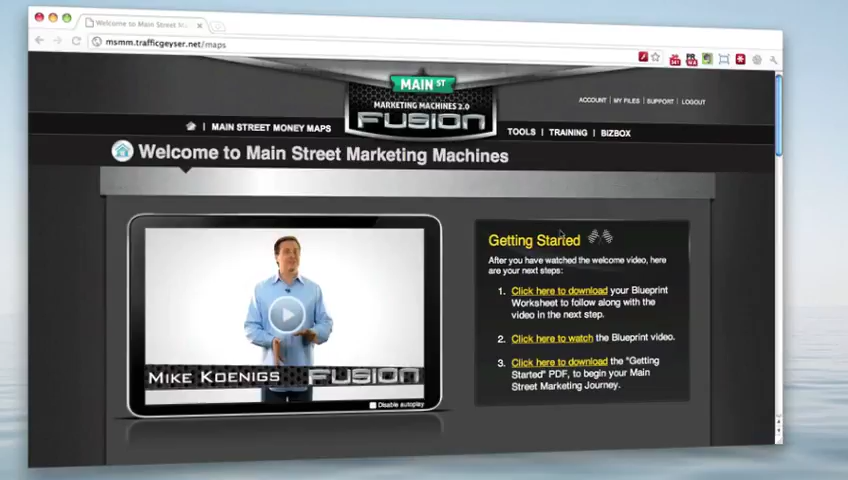 Welcome to Main Street Ma
msmm.trafficgeyser.net/maps
MAIN ST
MARKETING MACHINES 2.0
FUSION
ACCOUNT | MY FILES | SUPPORT | LOGOUT
| MAIN STREET MONEY MAPS
TOOLS | TRAINING | BIZBOX
Welcome to Main Street Marketing Machines
Getting Started
After you have watched the welcome video, here
are your next steps:
1. Click here to download your Blueprint
Worksheet to follow along with the
video in the next step.
2. Click here to watch the Blueprint video.
3. Click here to download the "Getting
Started" PDF, to begin your Main
Street Marketing Journey.
MIKE KOENIGS FUSION
Disable autoplay